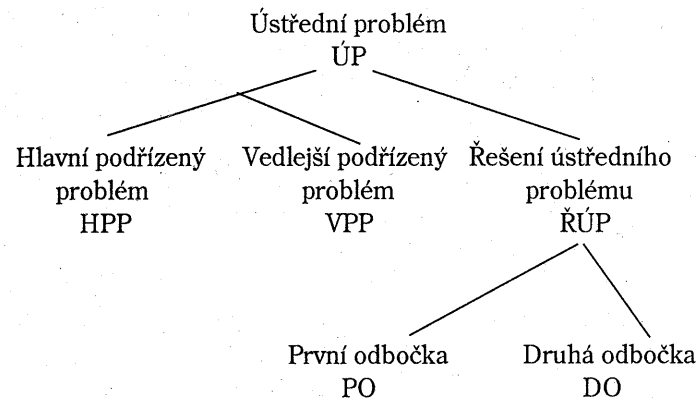 Ústřední problém
ÚP
Hlavní podřízený
problém
HPP
Vedlejší podřízený
problém
VPP
Řešení ústředního
problému
ŘÚP
První odbočka
PO
Druhá odbočka
DO